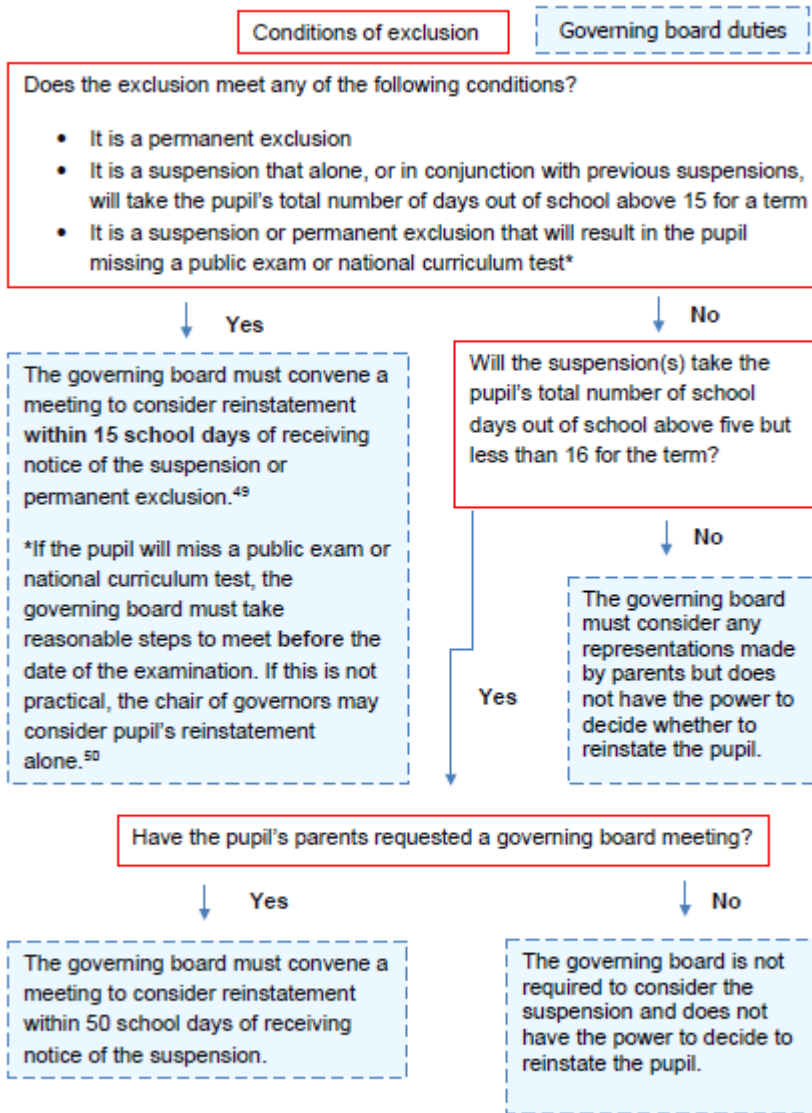 Conditions of exclusion
Governing board duties
Does the exclusion meet any of the following conditions?
• It is a permanent exclusion
• It is a suspension that alone, or in conjunction with previous suspensions,
will take the pupil's total number of days out of school above 15 for a term
• It is a suspension or permanent exclusion that will result in the pupil
missing a public exam or national curriculum test*
Yes
No
The governing board must convene a
meeting to consider reinstatement
within 15 school days of receiving
notice of the suspension or
permanent exclusion.49
*If the pupil will miss a public exam or
national curriculum test, the
governing board must take
reasonable steps to meet before the
date of the examination. If this is not
practical, the chair of governors may
consider pupil's reinstatement
alone.50
Will the suspension(s) take the
pupil's total number of school
days out of school above five but
less than 16 for the term?
No
The governing board
must consider any
representations made
by parents but does
not have the power to
decide whether to
reinstate the pupil.
Yes
Have the pupil's parents requested a governing board meeting?
Yes
No
The governing board must convene a
meeting to consider reinstatement
within 50 school days of receiving
notice of the suspension.
The governing board is not
required to consider the
suspension and does not
have the power to decide to
reinstate the pupil.